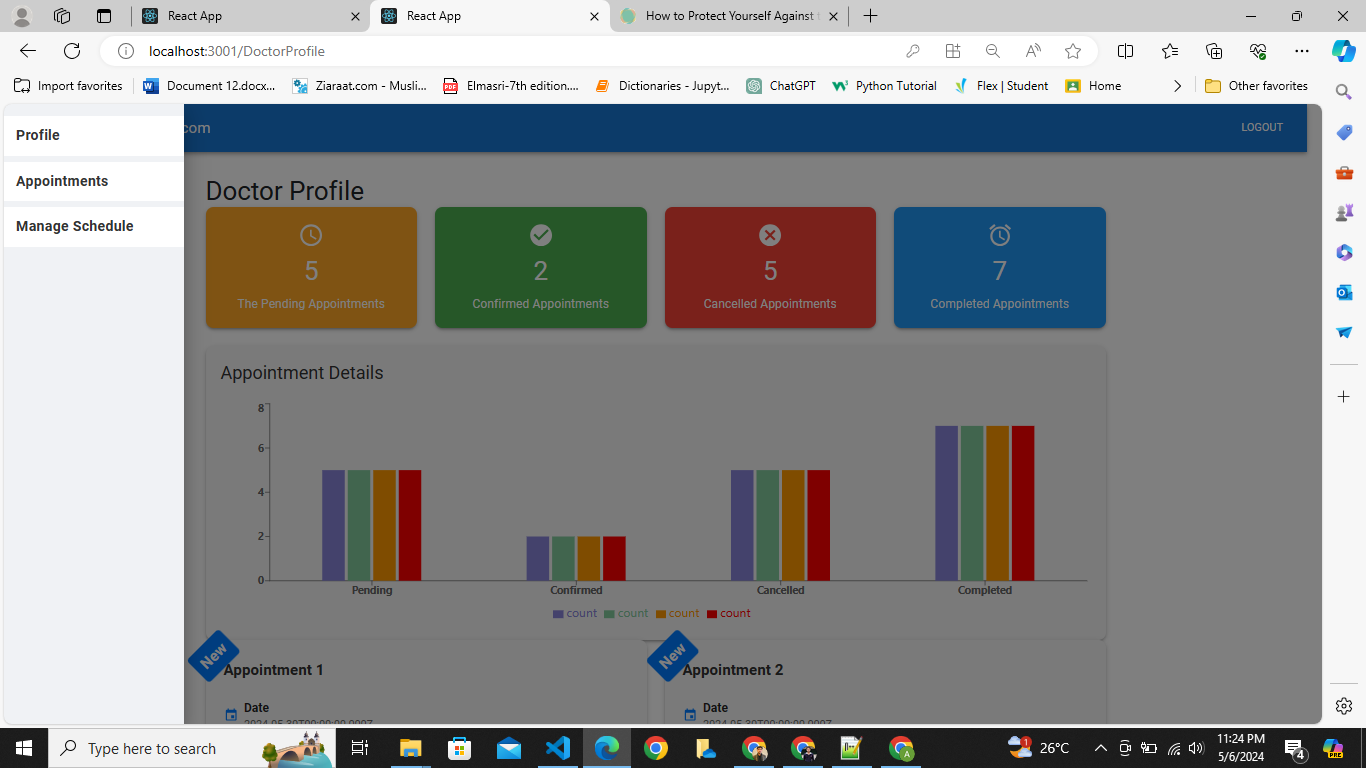 React App
React App
How to Protect Yourself Against
localhost:3001/DoctorProfile
Import favorites
Document 12.docx...
Ziaraat.com - Musli...
Elmasri-7th edition....
Dictionaries - Jupyt...
ChatGPT
Python Tutorial
Flex | Student
Home
Other favorites
Profile
Appointments
Manage Schedule
com
LOGOUT
Doctor Profile
5
The Pending Appointments
2
Confirmed Appointments
5
Cancelled Appointments
7
Completed Appointments
Appointment Details
8
6
4
2
0
Pending
Confirmed
Cancelled
Completed
count count count count
New
Appointment 1
Date
New
Appointment 2
Date
Type here to search
26°C
11:24 PM
5/6/2024